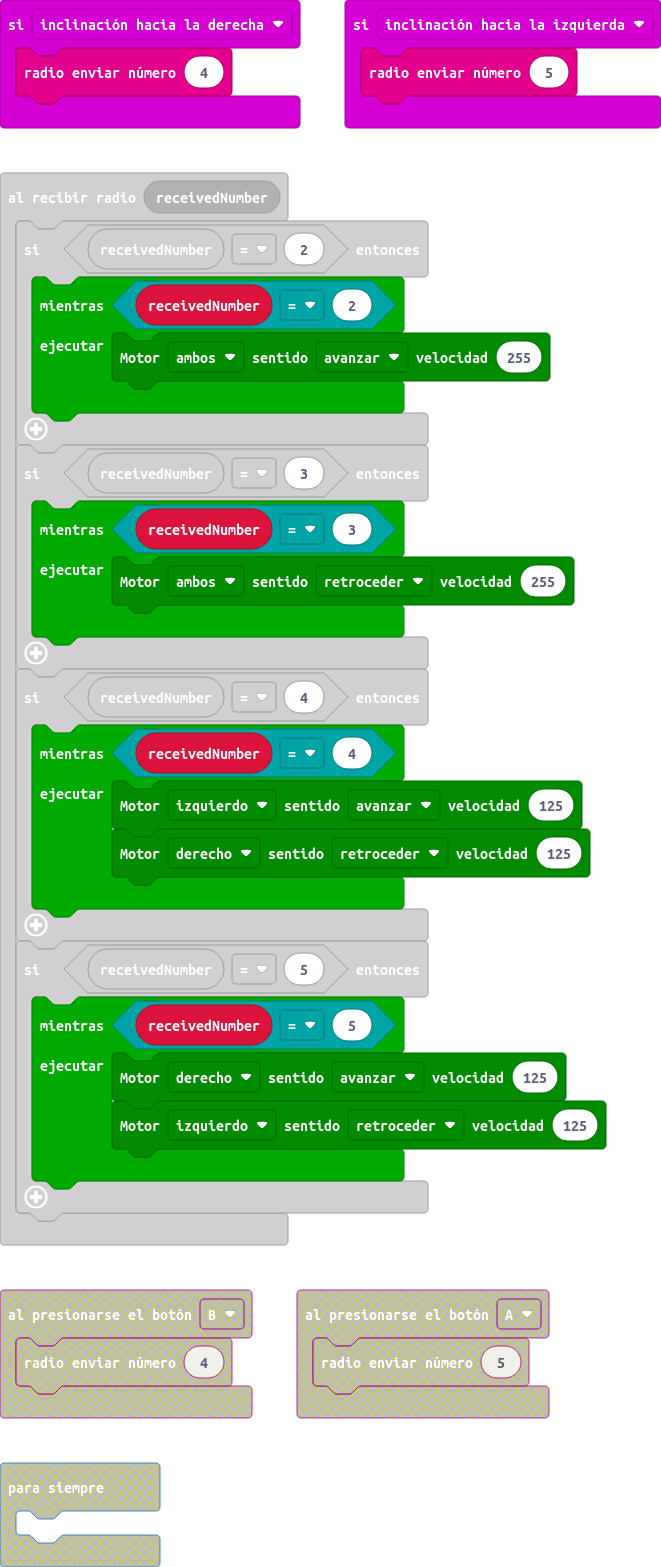 si inclinación hacia la derecha
radio enviar número 4
si inclinación hacia la izquierda
radio enviar número 5
al recibir radio receivedNumber
si receivedNumber = 2 entonces
mientras receivedNumber = 2
ejecutar Motor ambos sentido avanzar velocidad 255
si receivedNumber = 3 entonces
mientras receivedNumber = 3
ejecutar Motor ambos sentido retroceder velocidad 255
si receivedNumber = 4 entonces
mientras receivedNumber = 4
ejecutar Motor izquierdo sentido avanzar velocidad 125
Motor derecho sentido retroceder velocidad 125
si receivedNumber = 5 entonces
mientras receivedNumber = 5
ejecutar Motor derecho sentido avanzar velocidad 125
Motor izquierdo sentido retroceder velocidad 125
al presionarse el botón B
radio enviar número 4
al presionarse el botón A
radio enviar número 5
para siempre